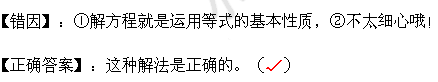 【错因】：①解方程就是运用等式的基本性质，②不太细心哦！
【正确答案】：这种解法是正确的。（✓）